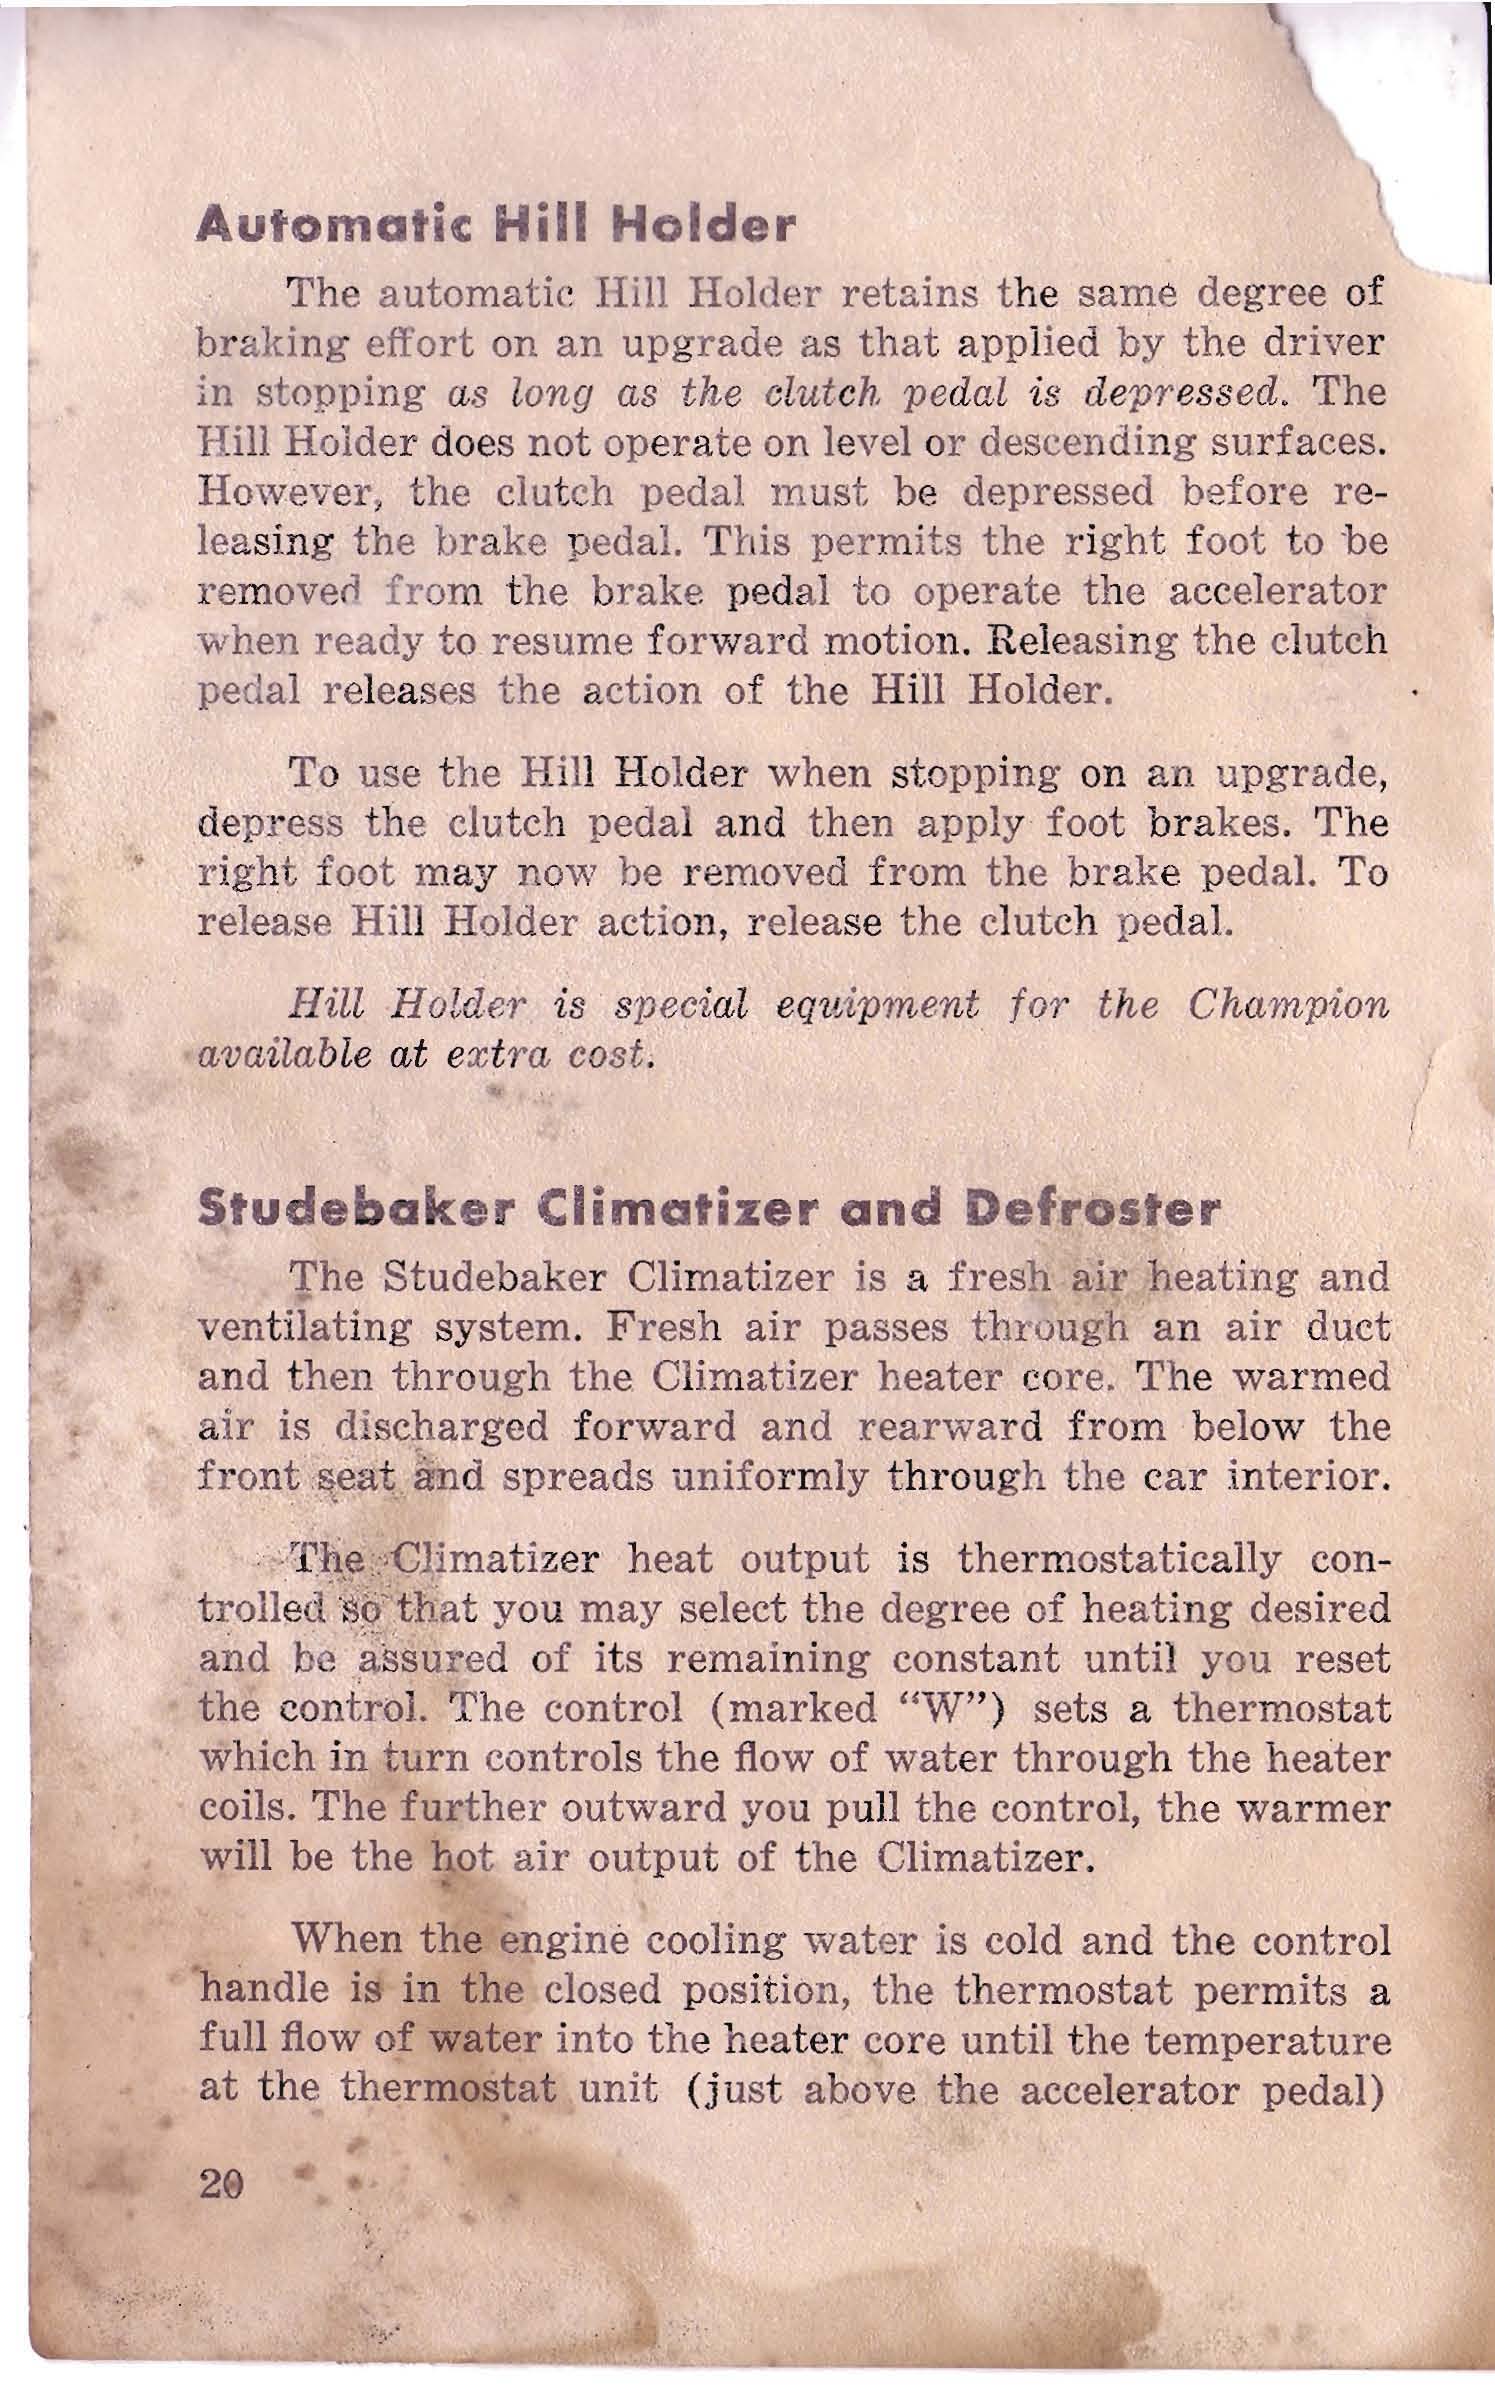 Automatic Hill Holder
The automatic Hill Holder retains the same degree of
braking effort on an upgrade as that applied by the driver
in stopping as long as the clutch pedal is depressed. The
Hill Holder does not operate on level or descending surfaces.
However, the clutch pedal must be depressed before re-
leasing the brake pedal. This permits the right foot to be
removed from the brake pedal to operate the accelerator
when ready to resume forward motion. Releasing the clutch
pedal releases the action of the Hill Holder.
To use the Hill Holder when stopping on an upgrade,
depress the clutch pedal and then apply foot brakes. The
right foot may now be removed from the brake pedal. To
release Hill Holder action, release the clutch pedal.
Hill Holder is special equipment for the Champion
available at extra cost.
Studebaker Climatizer and Defroster
The Studebaker Climatizer is a fresh air heating and
ventilating system. Fresh air passes through an air duct
and then through the Climatizer heater core. The warmed
air is discharged forward and rearward from below the
front seat and spreads uniformly through the car interior.
The Climatizer heat output is thermostatically con-
trolled so that you may select the degree of heating desired
and be assured of its remaining constant until you reset
the control. The control (marked “W”) sets a thermostat
which in turn controls the flow of water through the heater
coils. The further outward you pull the control, the warmer
will be the hot air output of the Climatizer.
When the engine cooling water is cold and the control
handle is in the closed position, the thermostat permits a
full flow of water into the heater core until the temperature
at the thermostat unit (just above the accelerator pedal)
20